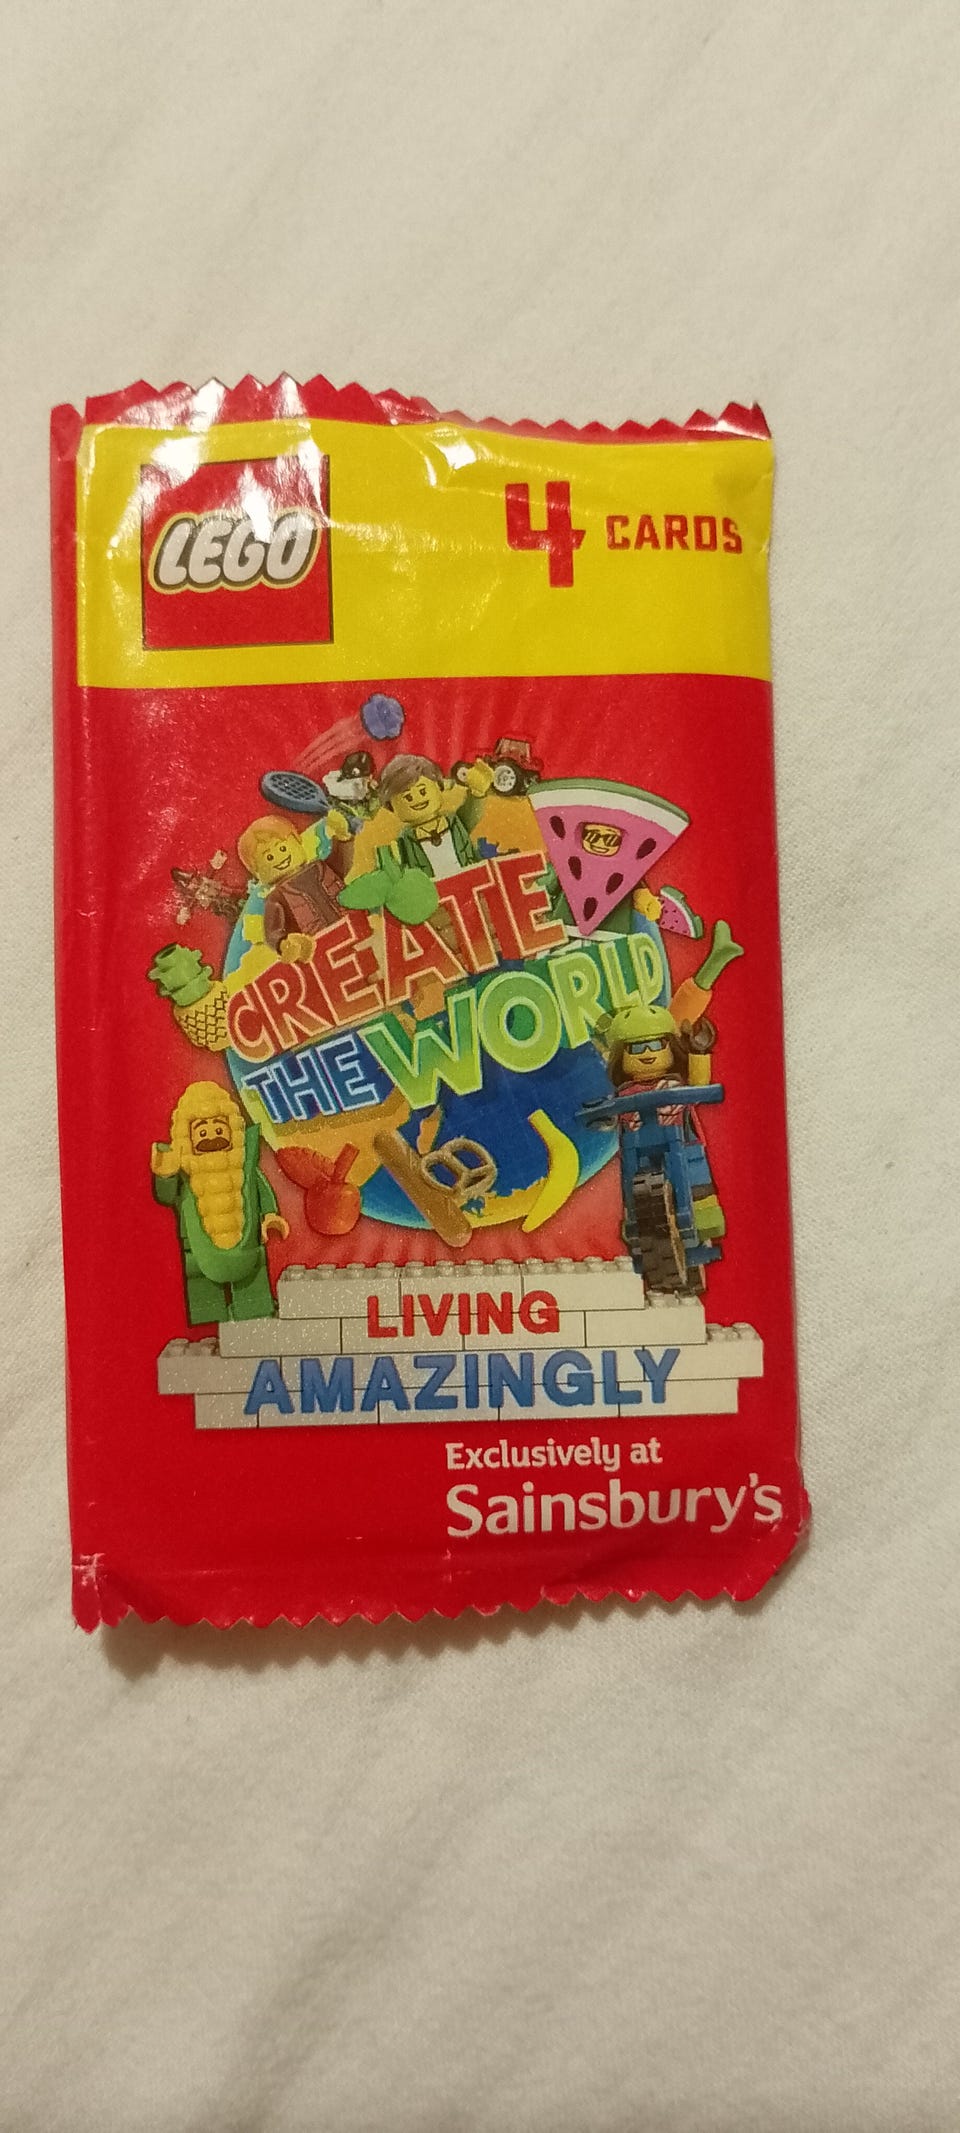 LEGO
4 CARDS
CREATE
THE WORLD
LIVING
AMAZINGLY
Exclusively at
Sainsbury's